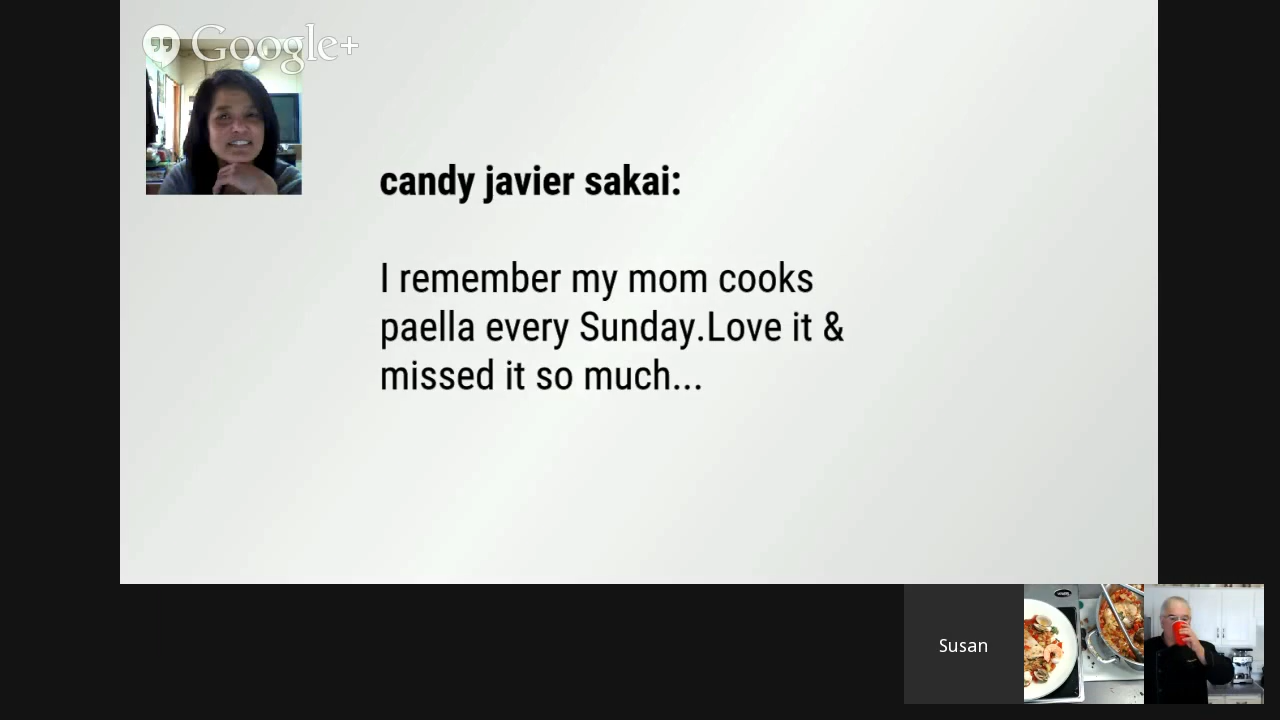 Google+
candy javier sakai:
I remember my mom cooks
paella every Sunday.Love it &
missed it so much...
Susan